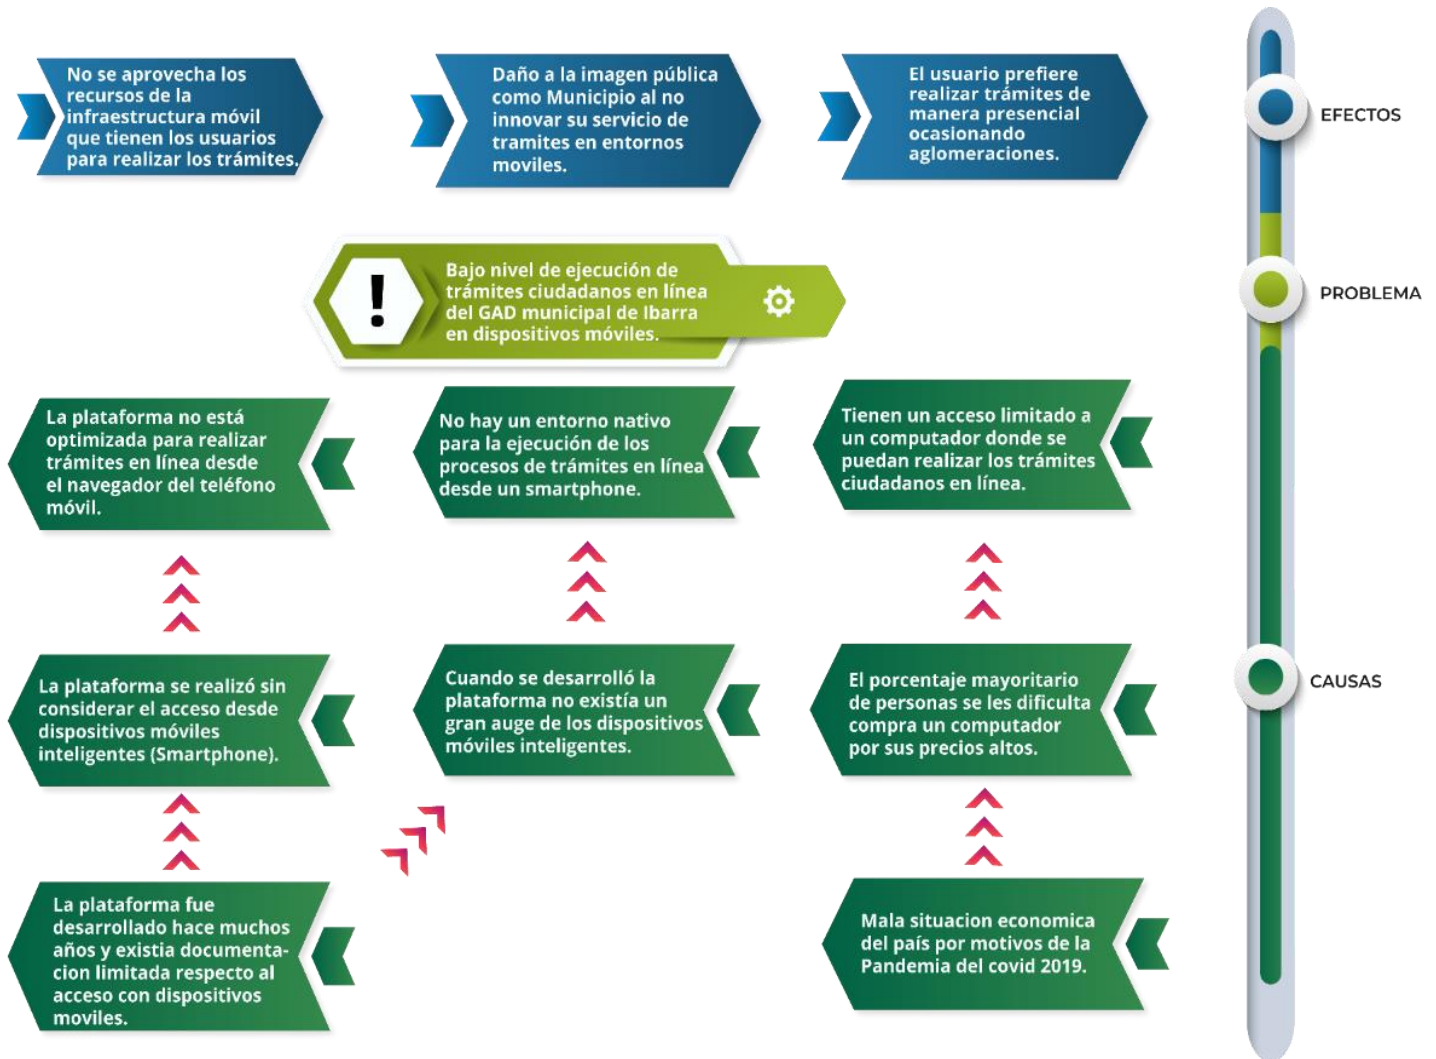 No se aprovecha los
recursos de la
infraestructura móvil
que tienen los usuarios
para realizar los trámites.
Daño a la imagen pública
como Municipio al no
innovar su servicio de
tramites en entornos
moviles.
El usuario prefiere
realizar trámites de
manera presencial
ocasionando
aglomeraciones.
EFECTOS
!
Bajo nivel de ejecución de
trámites ciudadanos en línea
del GAD municipal de Ibarra
en dispositivos móviles.
PROBLEMA
La plataforma no está
optimizada para realizar
trámites en línea desde
el navegador del teléfono
móvil.
No hay un entorno nativo
para la ejecución de los
procesos de trámites en línea
desde un smartphone.
Tienen un acceso limitado a
un computador donde se
puedan realizar los trámites
ciudadanos en línea.
La plataforma se realizó sin
considerar el acceso desde
dispositivos móviles
inteligentes (Smartphone).
Cuando se desarrolló la
plataforma no existía un
gran auge de los dispositivos
móviles inteligentes.
El porcentaje mayoritario
de personas se les dificulta
compra un computador
por sus precios altos.
CAUSAS
La plataforma fue
desarrollado hace muchos
años y existia documenta-
cion limitada respecto al
acceso con dispositivos
moviles.
Mala situacion economica
del país por motivos de la
Pandemia del covid 2019.